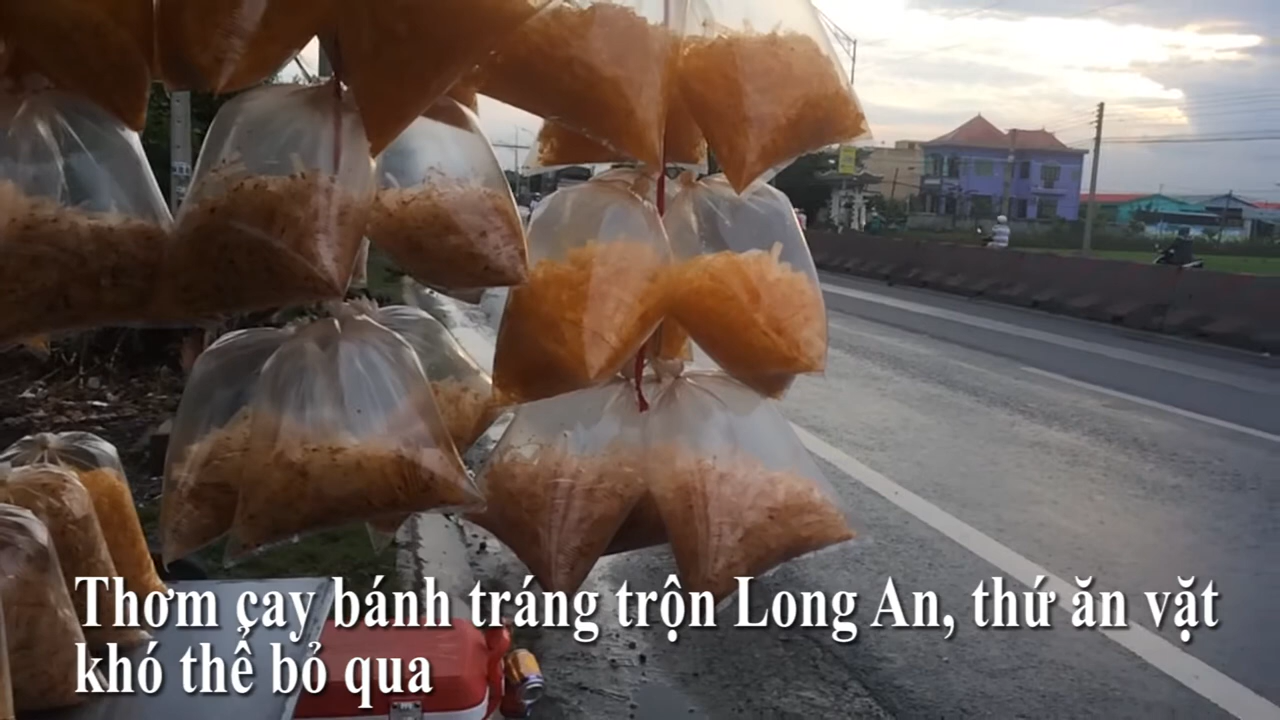 Thơm cay bánh tráng trộn Long An, thứ ăn vặt
khó thể bỏ qua